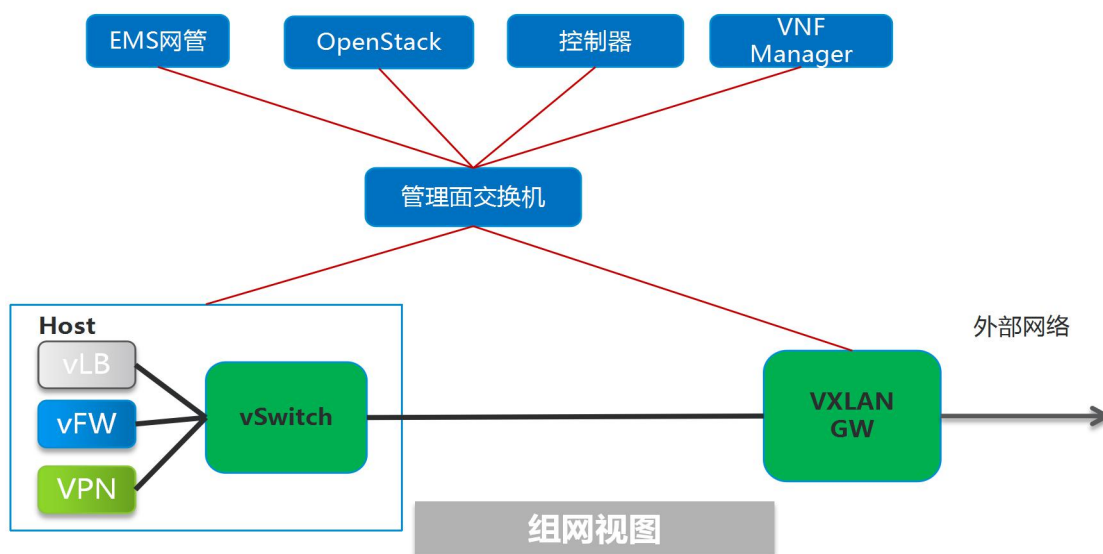 EMS网管
OpenStack
控制器
VNF
Manager
管理面交换机
Host
vLB
vFW
VPN
vSwitch
VXLAN
GW
外部网络
组网视图